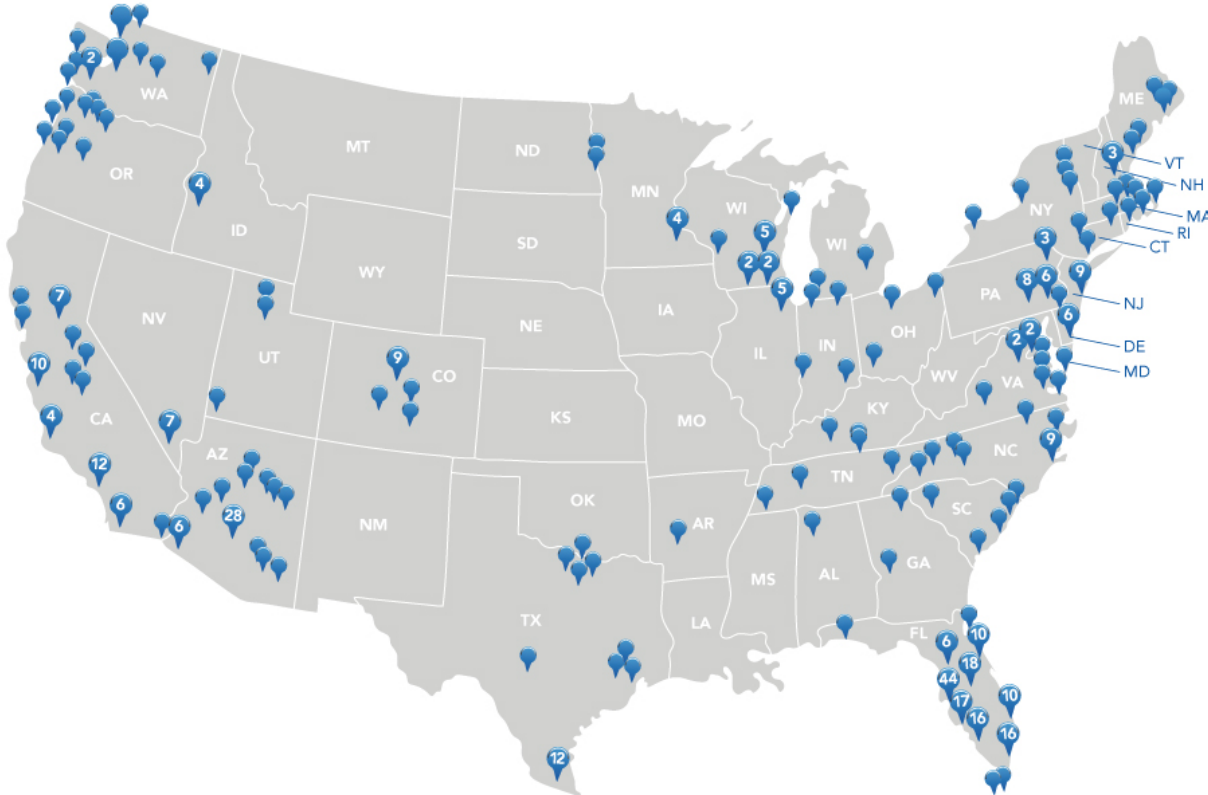 2
WA
ME
MT
ND
3
VT
OR
MN
NH
4
4
WI
NY
MA
5
RI
ID
SD
WI
3
CT
WY
2
2
8
6
9
7
5
PA
NJ
IA
NV
NE
OH
6
2
2
DE
UT
9
CO
IL
IN
MD
10
WV
VA
4
CA
KS
MO
KY
7
9
NC
AZ
12
TN
OK
6
28
6
NM
AR
SC
GA
MS
AL
TX
LA
FL
6
10
18
44
10
17
16
16
12